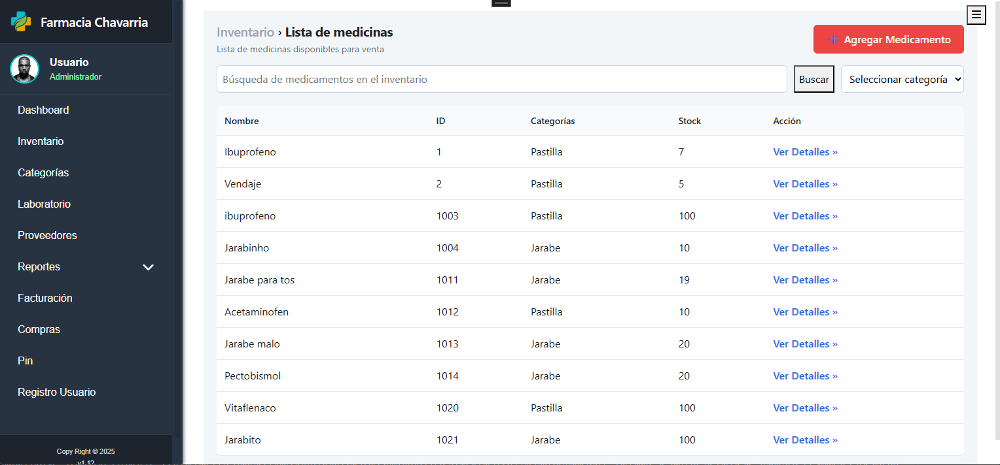 Farmacia Chavarria
Usuario
Administrador
Dashboard
Inventario
Categorías
Laboratorio
Proveedores
Reportes
Facturación
Compras
Pin
Registro Usuario
Copy Right © 2025
v1.12
Inventario › Lista de medicinas
Lista de medicinas disponibles para venta
Agregar Medicamento
Búsqueda de medicamentos en el inventario Buscar Seleccionar categoría
Nombre ID Categorías Stock Acción
Ibuprofeno 1 Pastilla 7 Ver Detalles »
Vendaje 2 Pastilla 5 Ver Detalles »
ibuprofeno 1003 Pastilla 100 Ver Detalles »
Jarabinho 1004 Jarabe 10 Ver Detalles »
Jarabe para tos 1011 Jarabe 19 Ver Detalles »
Acetaminofen 1012 Pastilla 10 Ver Detalles »
Jarabe malo 1013 Jarabe 20 Ver Detalles »
Pectobismol 1014 Jarabe 20 Ver Detalles »
Vitaflenaco 1020 Pastilla 100 Ver Detalles »
Jarabito 1021 Jarabe 100 Ver Detalles »